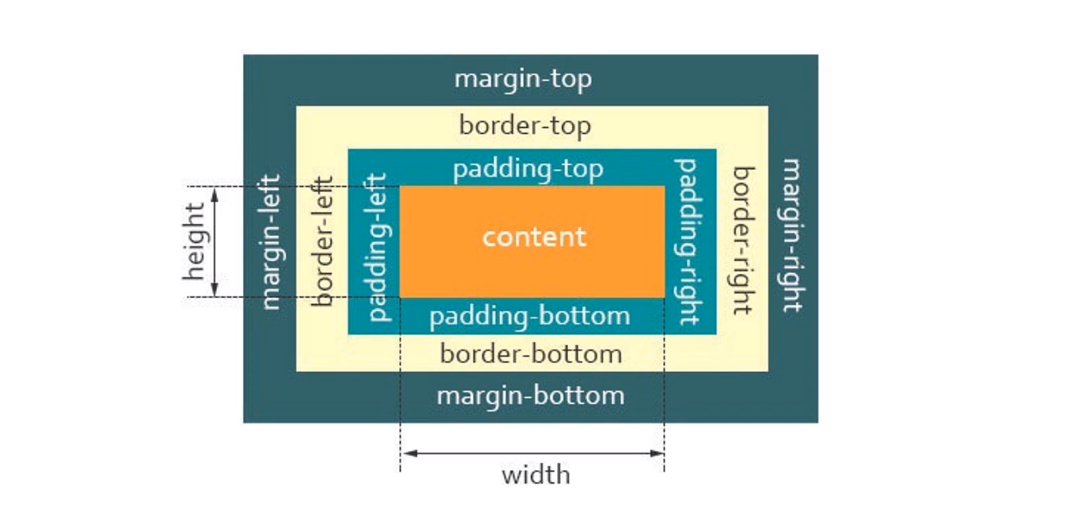 margin-top
border-top
padding-top
height
margin-left
border-left
padding-left
content
padding-right
border-right
margin-right
padding-bottom
border-bottom
margin-bottom
width